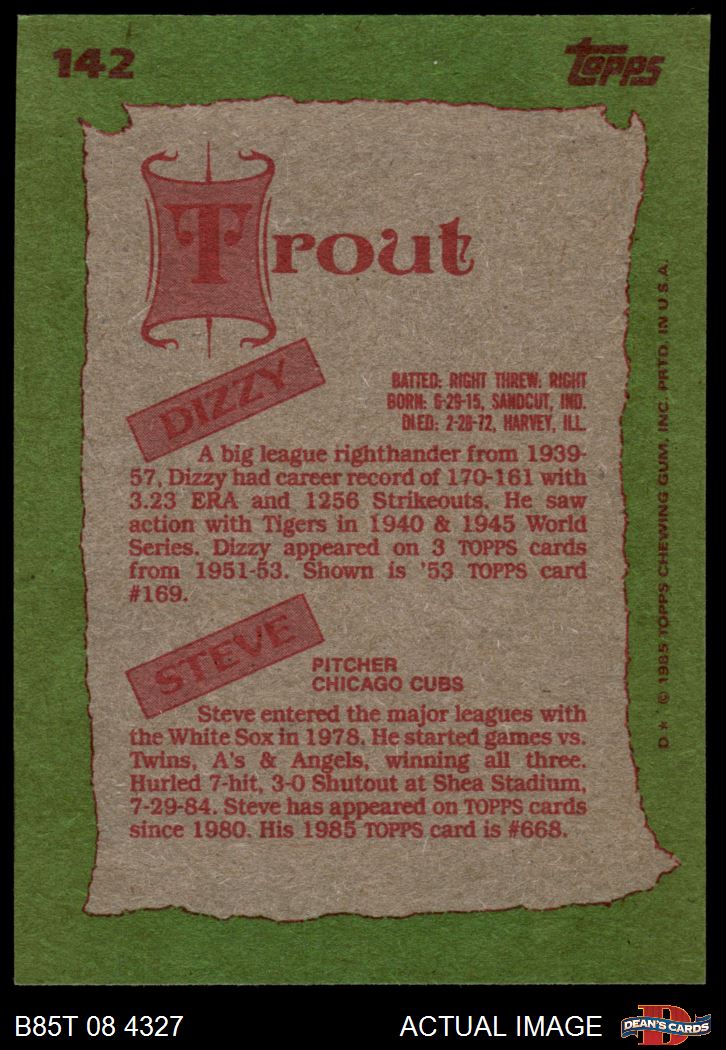 142
TOPPS
Trout
DIZZY
BATTED: RIGHT THREW: RIGHT
BORN: 6-29-15, SANDCUT, IND.
DIED: 2-28-72, HARVEY, ILL.
A big league righthander from 1939-
57, Dizzy had career record of 170-161 with
3.23 ERA and 1256 Strikeouts. He saw
action with Tigers in 1940 & 1945 World
Series. Dizzy appeared on 3 TOPPS cards
from 1951-53. Shown is '53 TOPPS card
#169.
STEVE
PITCHER
CHICAGO CUBS
Steve entered the major leagues with
the White Sox in 1978. He started games vs.
Twins, A's & Angels, winning all three.
Hurled 7-hit, 3-0 Shutout at Shea Stadium,
7-29-84. Steve has appeared on TOPPS cards
since 1980. His 1985 TOPPS card is #668.
D * © 1985 TOPPS CHEWING GUM, INC. PRTD. IN U.S.A.
B85T 08 4327
ACTUAL IMAGE
D
DEAN'S CARDS